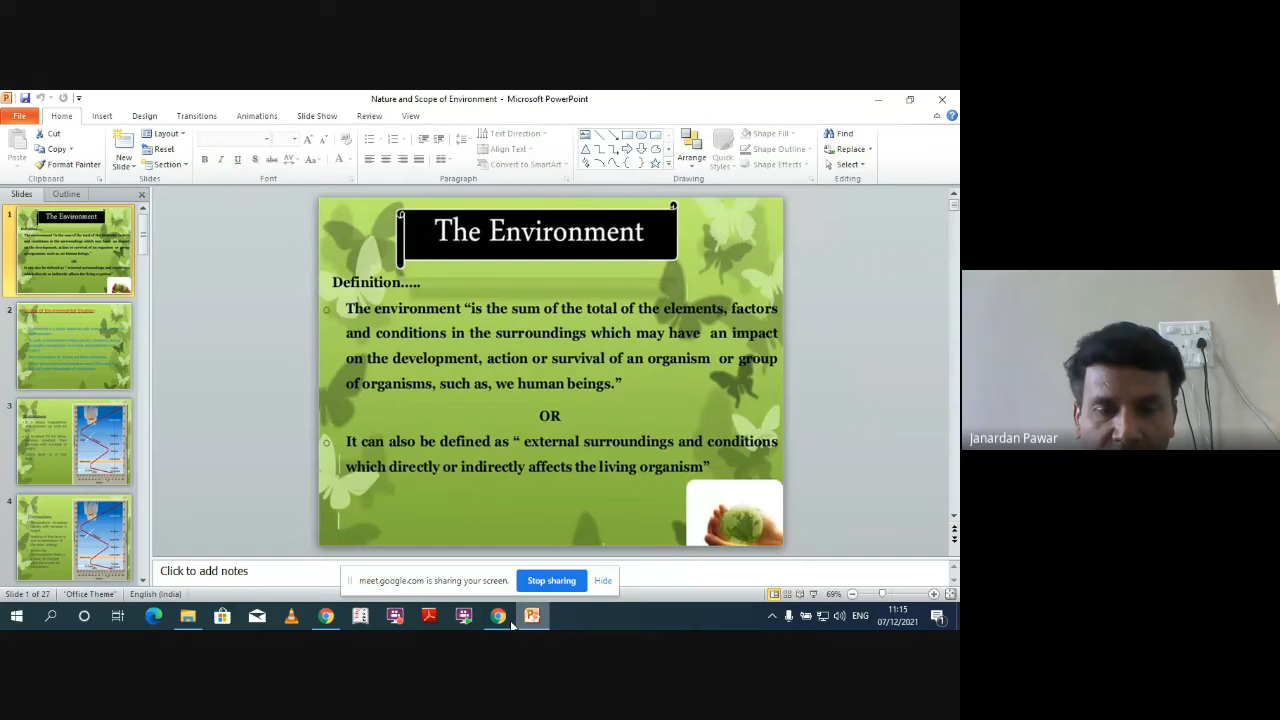 Nature and Scope of Environment - Microsoft PowerPoint
File Home Insert Design Transitions Animations Slide Show Review View
Cut
Copy
Format Painter
Paste
Clipboard
New
Slide
Layout
Reset
Section
Slides
Font
Text Direction
Align Text
Convert to SmartArt
Paragraph
Arrange
Quick
Styles
Shape Fill
Shape Outline
Shape Effects
Drawing
Find
Replace
Select
Editing
Slides Outline
1
The Environment
2
3
4
The Environment
Definition.....
The environment “is the sum of the total of the elements, factors
and conditions in the surroundings which may have an impact
on the development, action or survival of an organism or group
of organisms, such as, we human beings.”
OR
It can also be defined as “ external surroundings and conditions
which directly or indirectly affects the living organism”
Click to add notes
meet.google.com is sharing your screen. Stop sharing Hide
Slide 1 of 27 "Office Theme" English (India) 69%
ENG
11:15
07/12/2021
Janardan Pawar